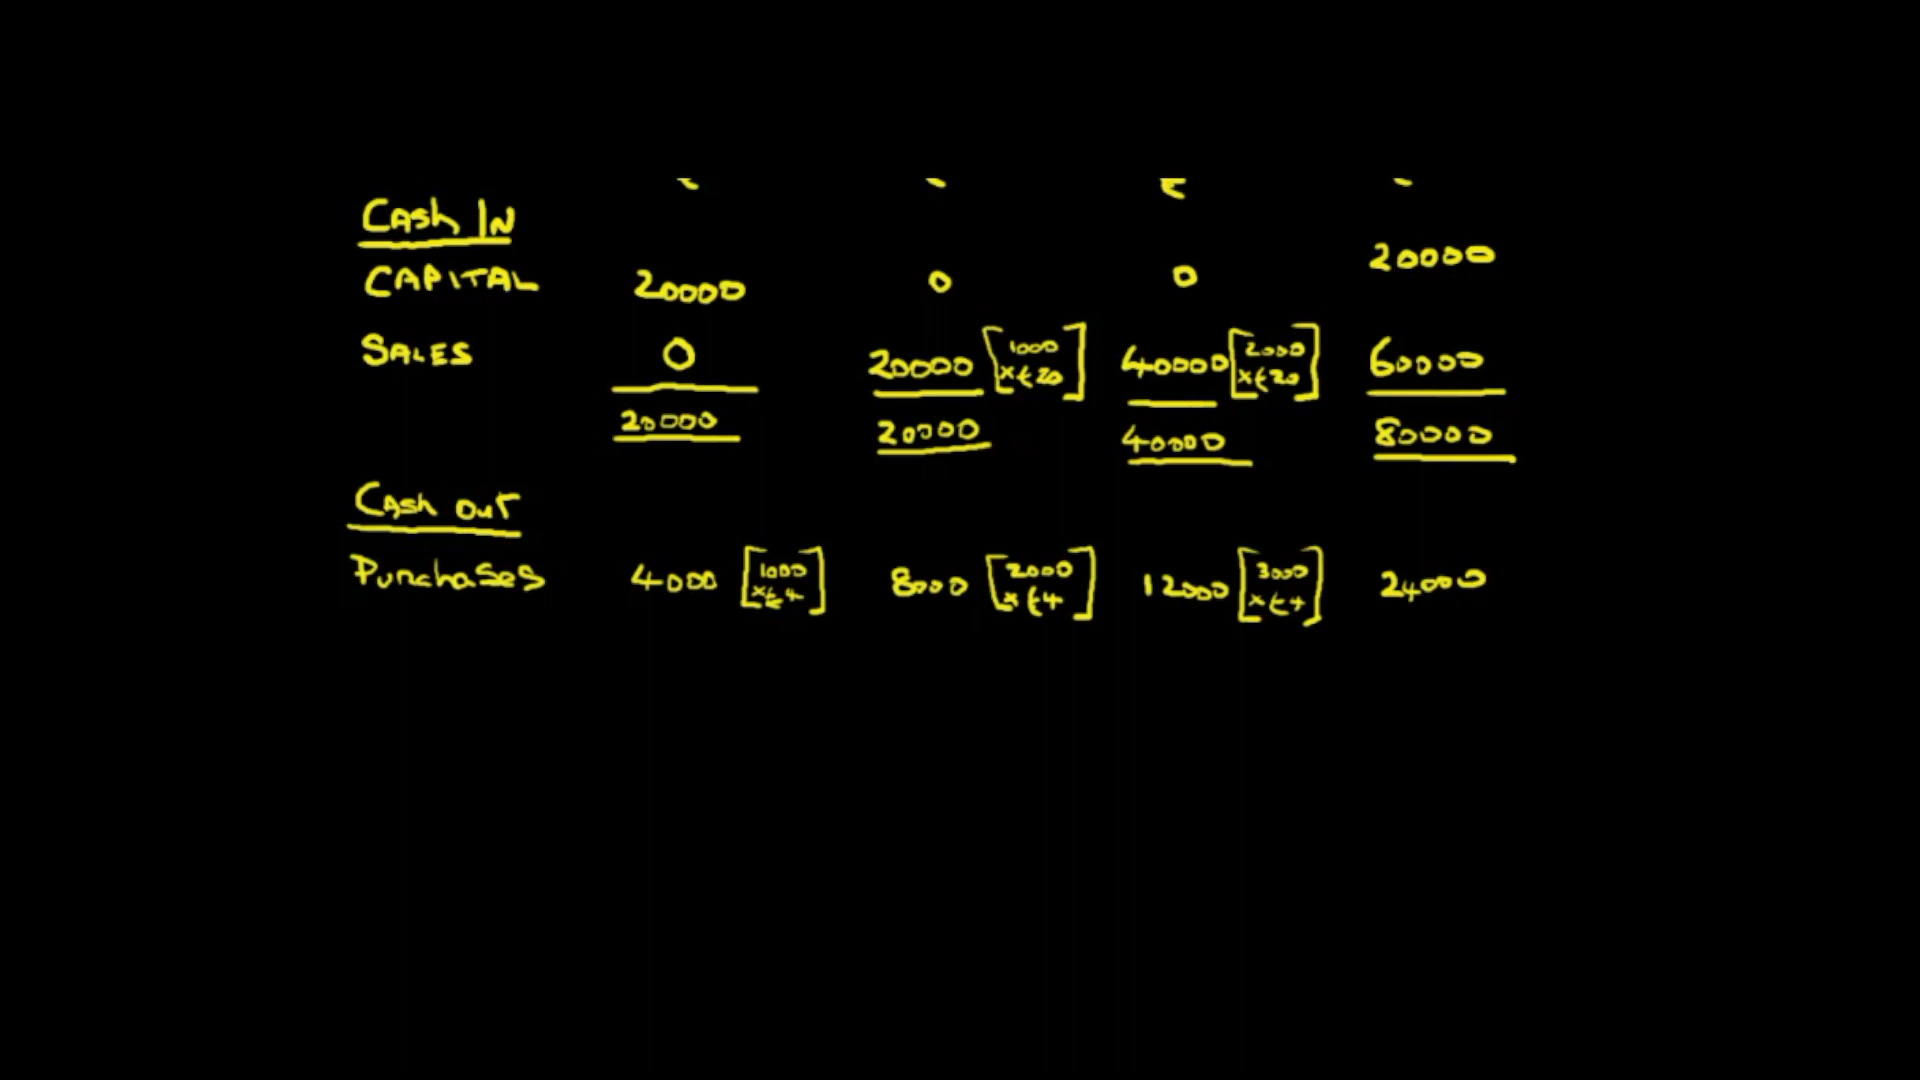 Cash In
CAPITAL 20000 0 0 20000
SALES 0 20000 [1000 x £20] 40000 [2000 x £20] 60000
20000 20000 40000 80000
Cash out
Purchases 4000 [1000 x £4] 8000 [2000 x £4] 12000 [3000 x £4] 24000